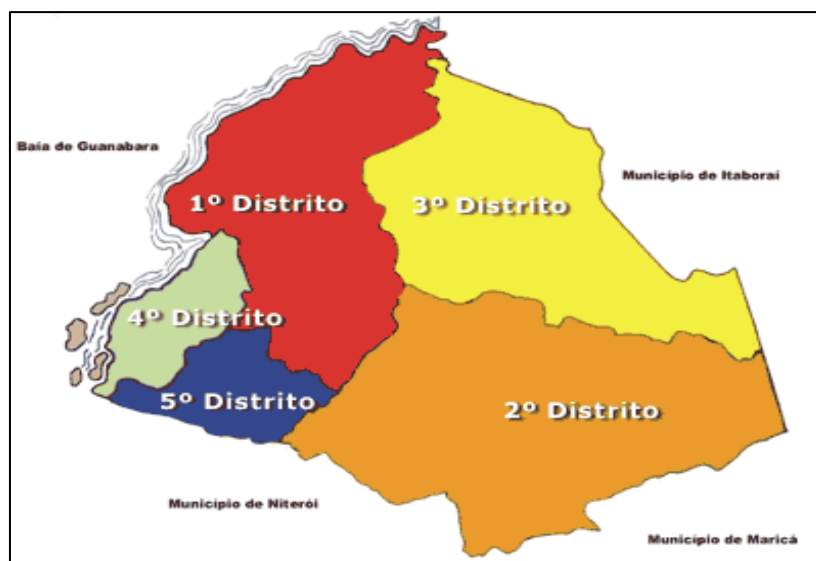 Baía de Guanabara
Município de Itaboraí
1º Distrito
3º Distrito
4º Distrito
5º Distrito
2º Distrito
Município de Niterói
Município de Maricá